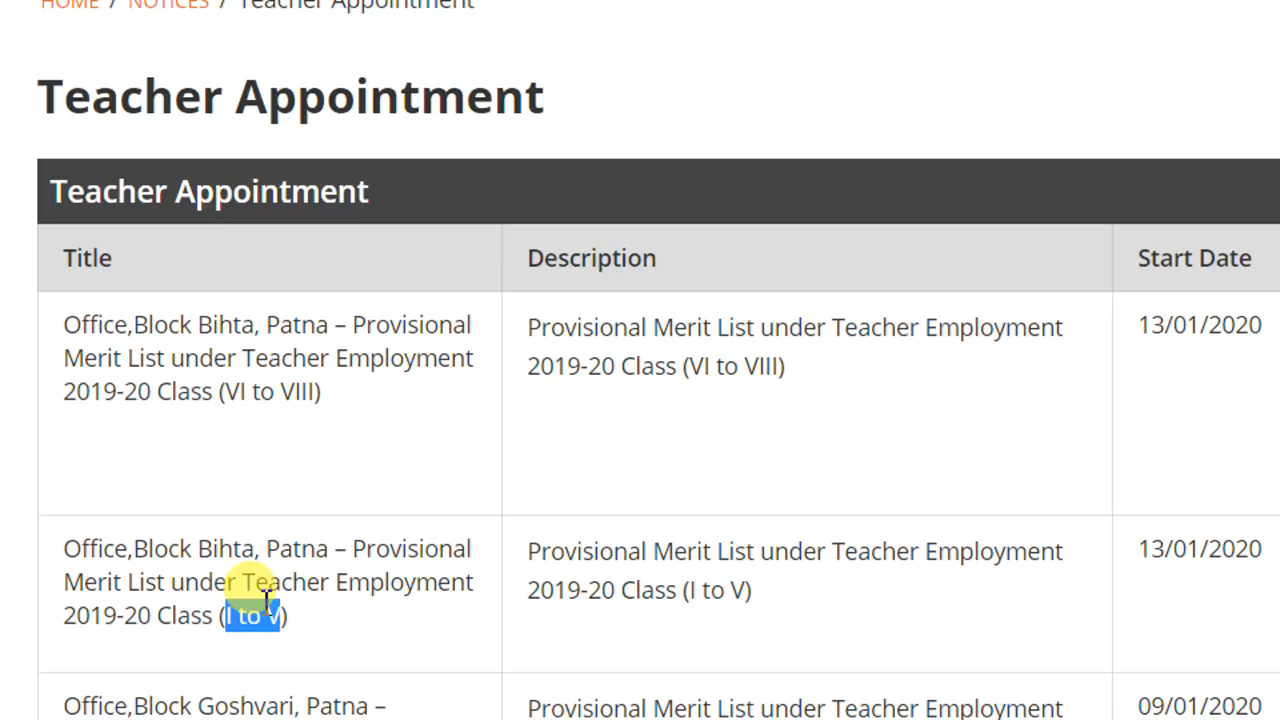 HOME / NOTICES / Teacher Appointment
Teacher Appointment
Teacher Appointment
Title
Description
Start Date
Office,Block Bihta, Patna – Provisional
Merit List under Teacher Employment
2019-20 Class (VI to VIII)
Provisional Merit List under Teacher Employment
2019-20 Class (VI to VIII)
13/01/2020
Office,Block Bihta, Patna – Provisional
Merit List under Teacher Employment
2019-20 Class (I to V)
Provisional Merit List under Teacher Employment
2019-20 Class (I to V)
13/01/2020
Office,Block Goshvari, Patna –
Provisional Merit List under Teacher Employment
09/01/2020